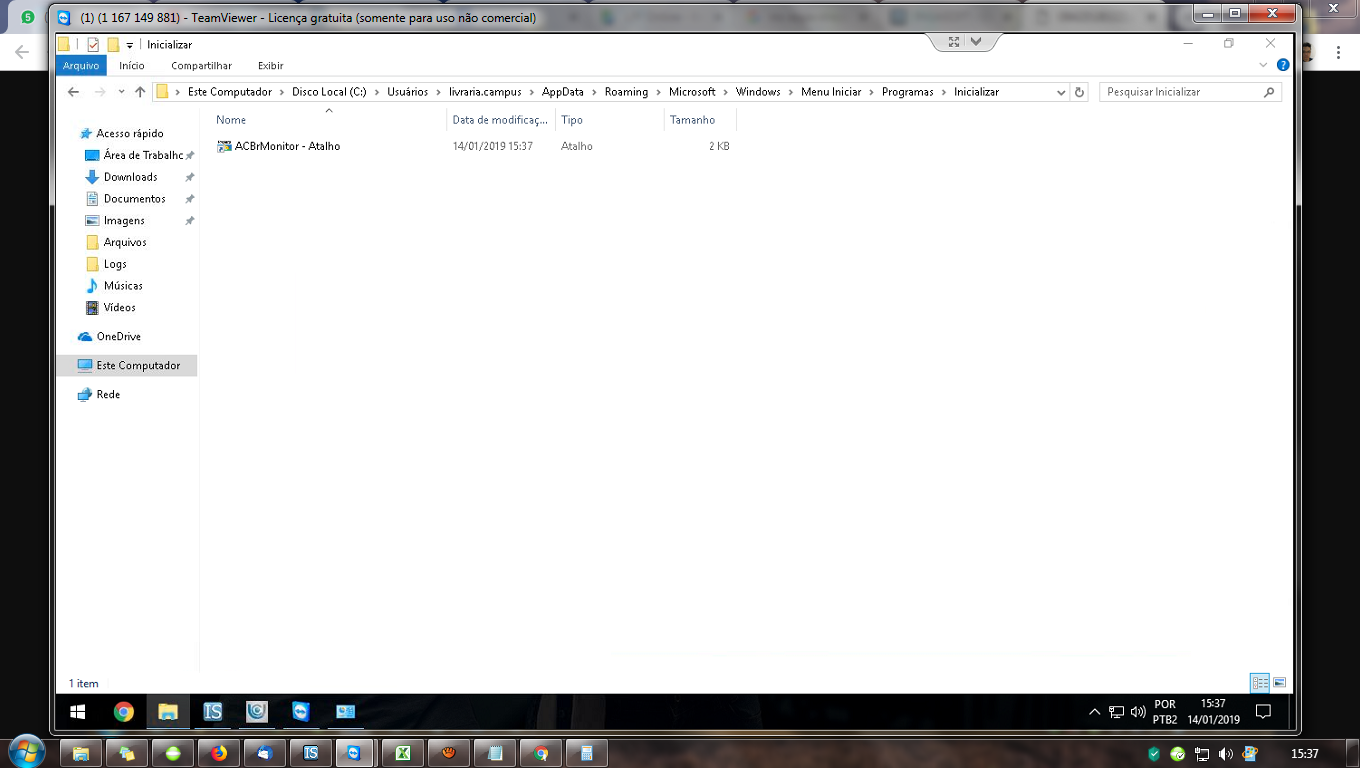 5
(1) (1 167 149 881) - TeamViewer - Licença gratuita (somente para uso não comercial)
Inicializar
Arquivo Início Compartilhar Exibir
Este Computador Disco Local (C:) Usuários livraria.campus AppData Roaming Microsoft Windows Menu Iniciar Programas Inicializar Pesquisar Inicializar
Nome Data de modificaç... Tipo Tamanho
ACBrMonitor - Atalho 14/01/2019 15:37 Atalho 2 KB
Acesso rápido
Área de Trabalhc
Downloads
Documentos
Imagens
Arquivos
Logs
Músicas
Vídeos
OneDrive
Este Computador
Rede
1 item
IS
POR 15:37
PTB2 14/01/2019
IS
15:37